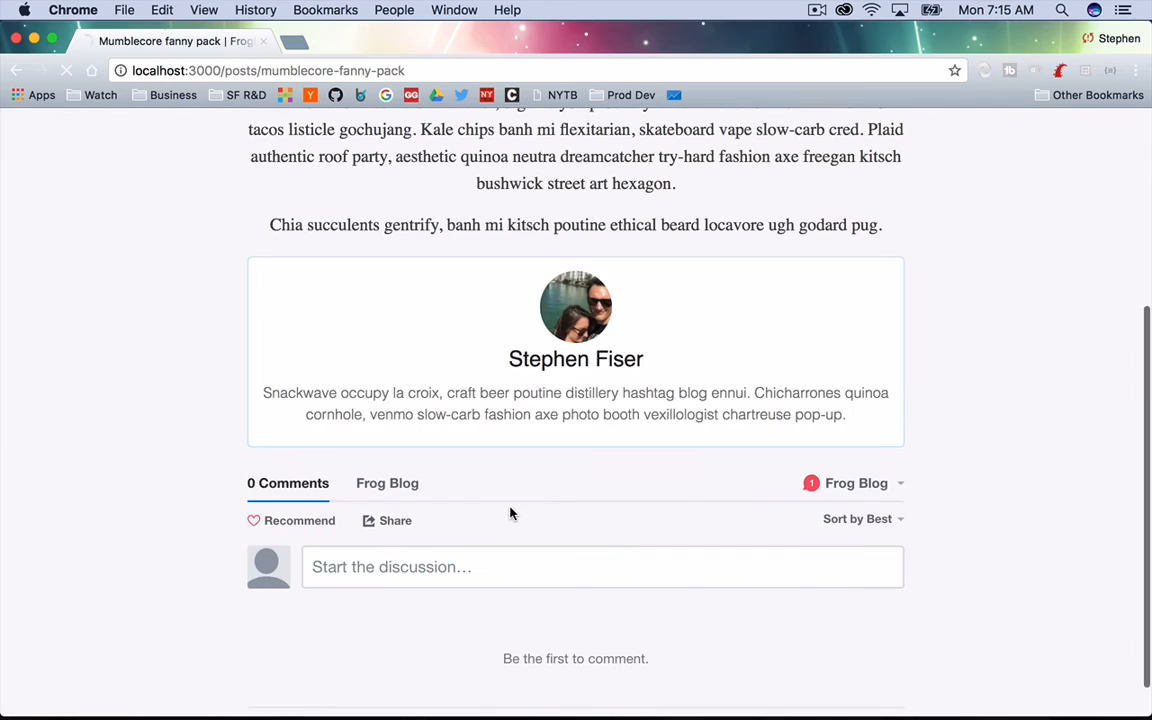 Chrome File Edit View History Bookmarks People Window Help Mon 7:15 AM
Mumblecore fanny pack | Frog Stephen
localhost:3000/posts/mumblecore-fanny-pack
Apps Watch Business SF R&D GG NY C NYTB Prod Dev Other Bookmarks
tacos listicle gochujang. Kale chips banh mi flexitarian, skateboard vape slow-carb cred. Plaid
authentic roof party, aesthetic quinoa neutra dreamcatcher try-hard fashion axe freegan kitsch
bushwick street art hexagon.
Chia succulents gentrify, banh mi kitsch poutine ethical beard locavore ugh godard pug.
Stephen Fiser
Snackwave occupy la croix, craft beer poutine distillery hashtag blog ennui. Chicharrones quinoa
cornhole, venmo slow-carb fashion axe photo booth vexillologist chartreuse pop-up.
0 Comments Frog Blog 1 Frog Blog
Recommend Share Sort by Best
Start the discussion…
Be the first to comment.